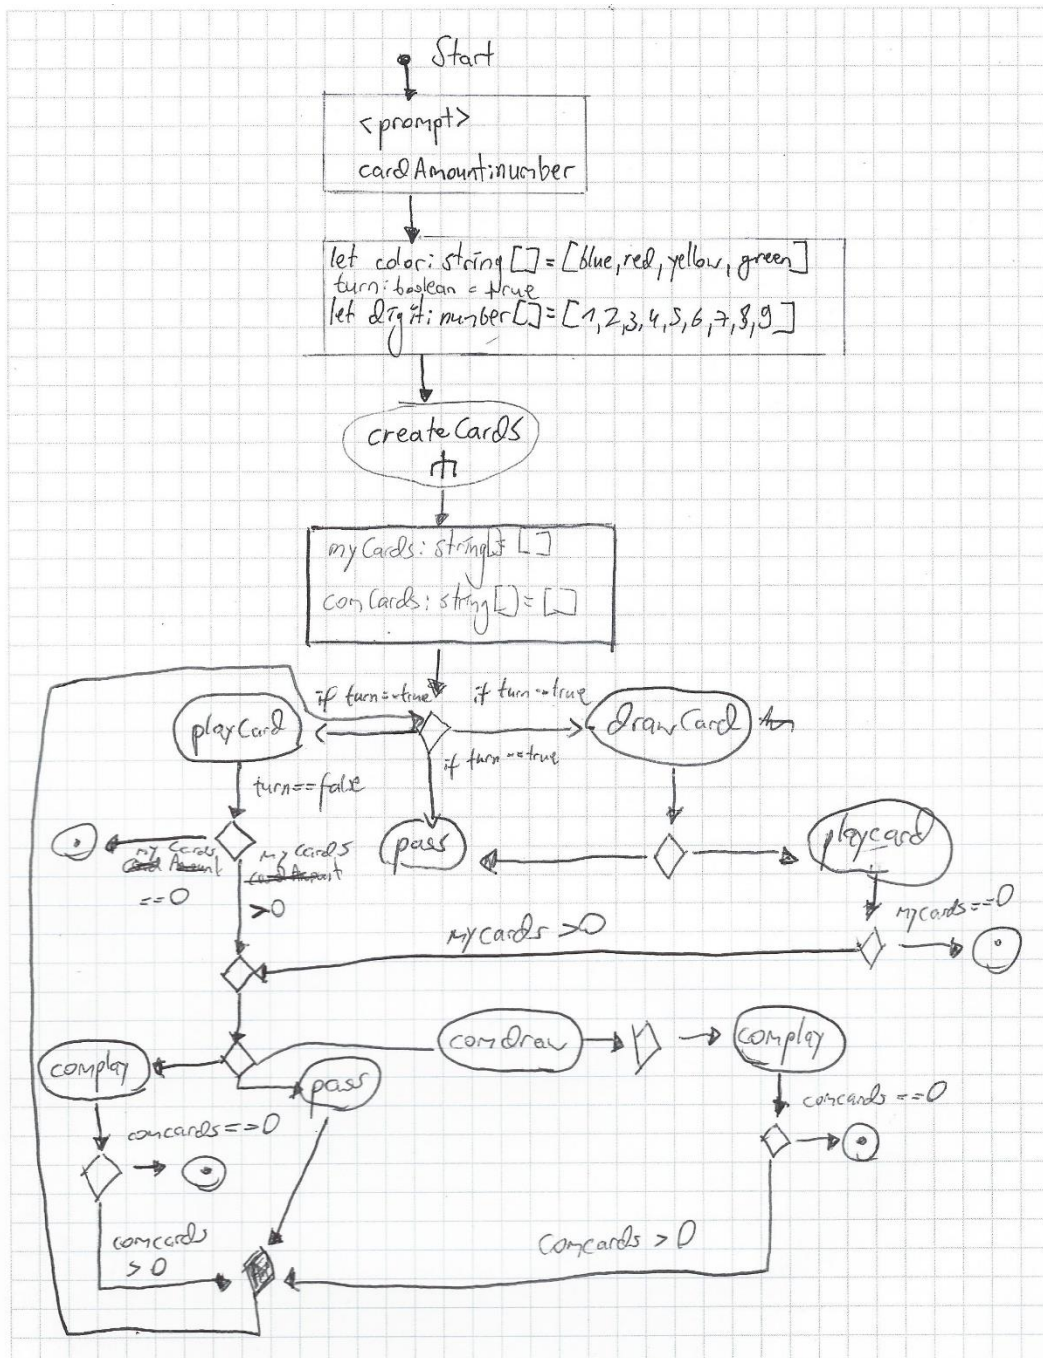 Start
<prompt>
cardAmount:number
let color: string[] = [blue, red, yellow, green]
turn: boolean = true
let digit: number[] = [1,2,3,4,5,6,7,8,9]
createCards
myCards: string[] = []
comCards: string[] = []
if turn==true
if turn==true
playCard
drawCard
if turn==true
turn==false
pass
playcard
myCards
myCards
==0
>0
mycards==0
mycards >0
complay
comdraw
complay
pass
comcards==0
comcards==0
comcards
>0
comcards >0